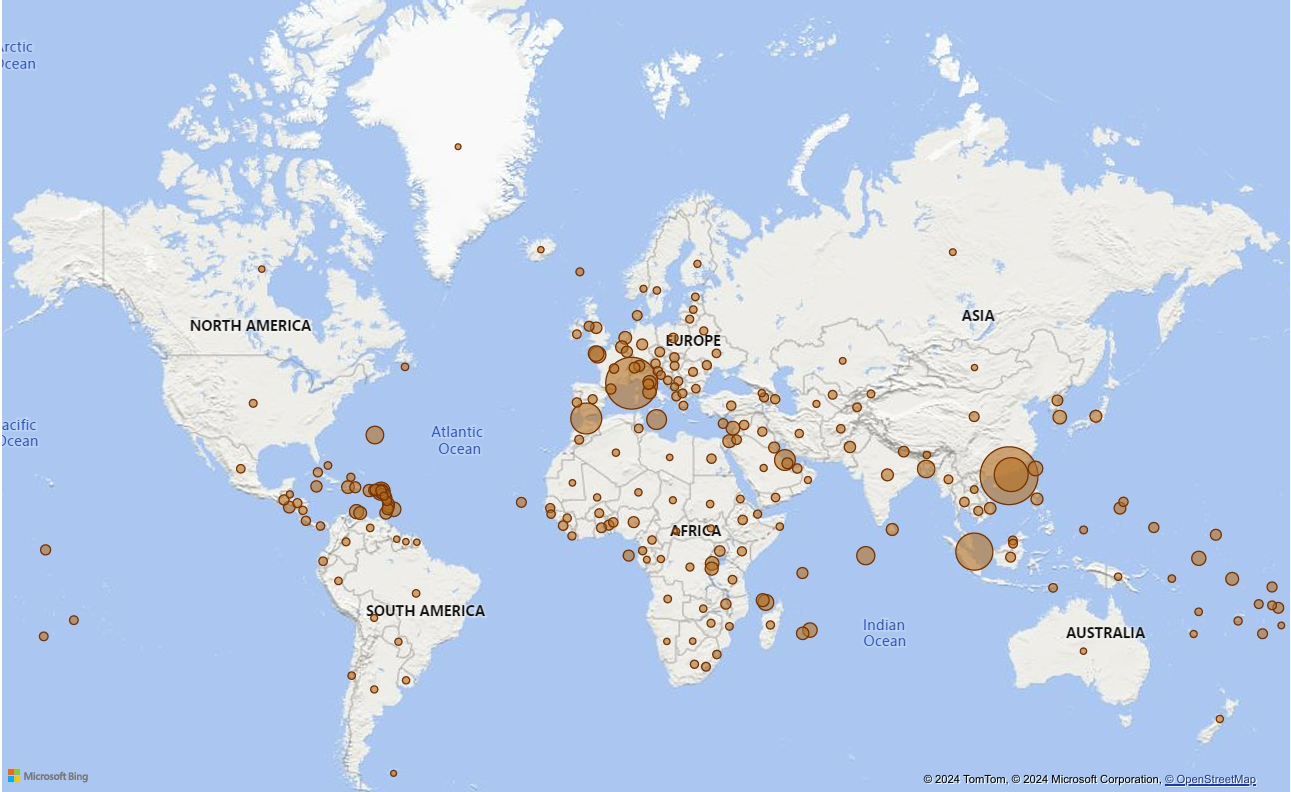 Arctic
Ocean
NORTH AMERICA
ASIA
EUROPE
Pacific
Ocean
Atlantic
Ocean
AFRICA
SOUTH AMERICA
Indian
Ocean
AUSTRALIA
Microsoft Bing
© 2024 TomTom, © 2024 Microsoft Corporation, © OpenStreetMap